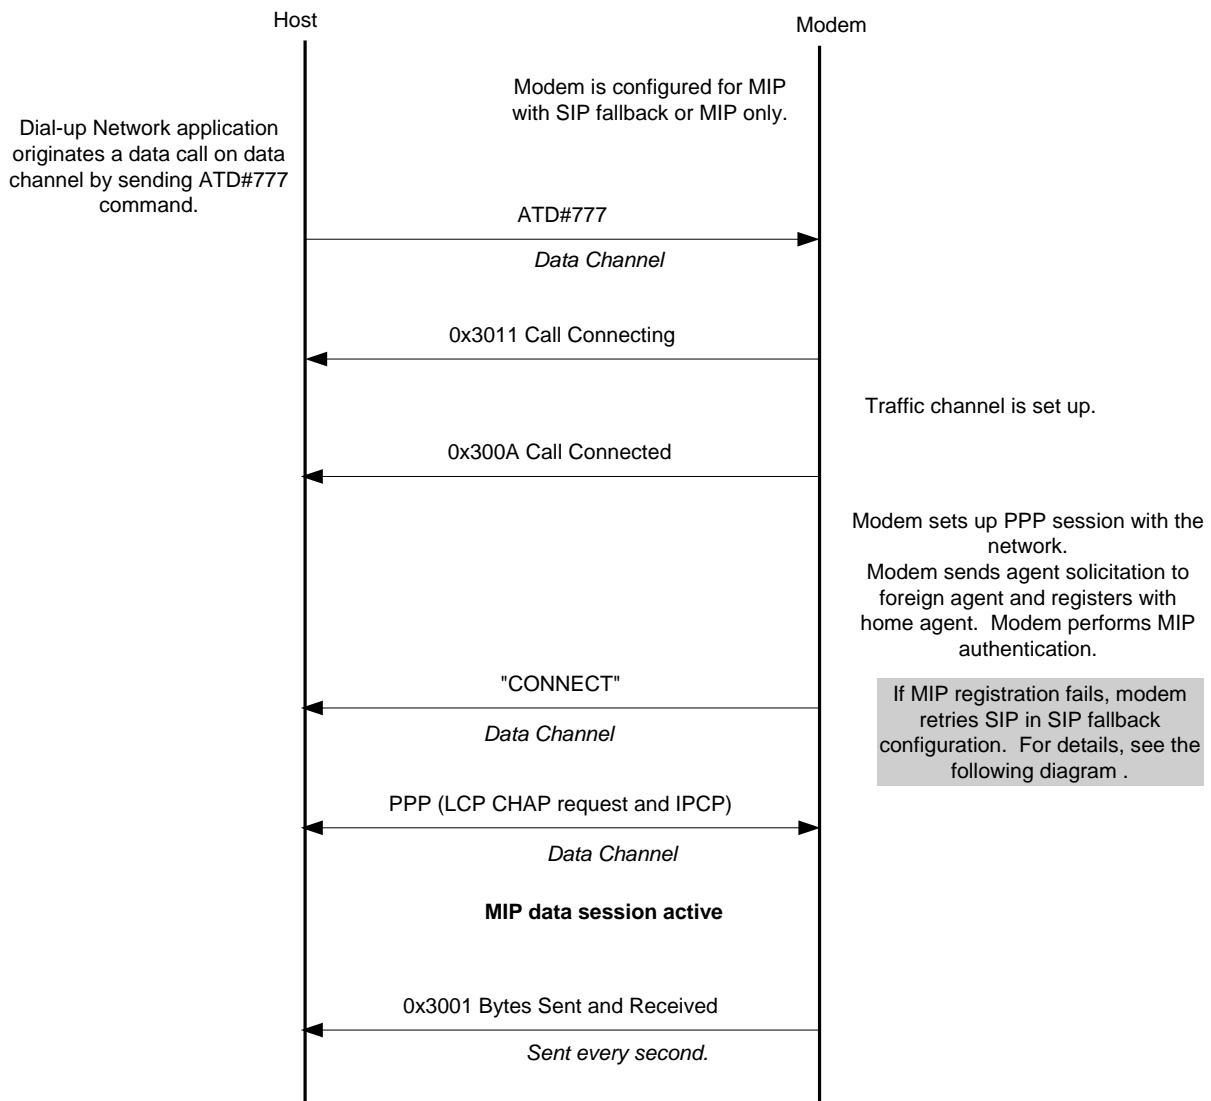 Host
Modem
Modem is configured for MIP
with SIP fallback or MIP only.
Dial-up Network application
originates a data call on data
channel by sending ATD#777
command.
ATD#777
Data Channel
0x3011 Call Connecting
Traffic channel is set up.
0x300A Call Connected
Modem sets up PPP session with the
network.
Modem sends agent solicitation to
foreign agent and registers with
home agent.  Modem performs MIP
authentication.
"CONNECT"
Data Channel
If MIP registration fails, modem
retries SIP in SIP fallback
configuration.  For details, see the
following diagram .
PPP (LCP CHAP request and IPCP)
Data Channel
MIP data session active
0x3001 Bytes Sent and Received
Sent every second.